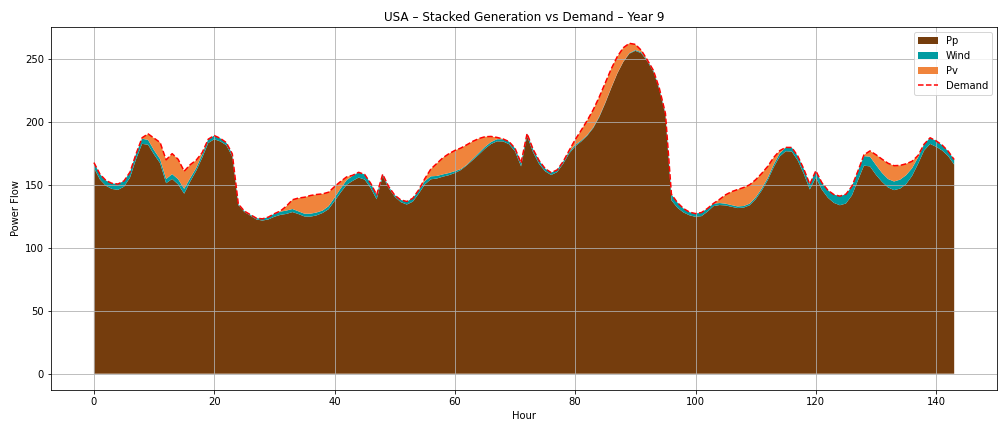 USA – Stacked Generation vs Demand – Year 9
Pp
Wind
Pv
Demand
250
200
150
100
50
0
Power Flow
0 20 40 60 80 100 120 140
Hour